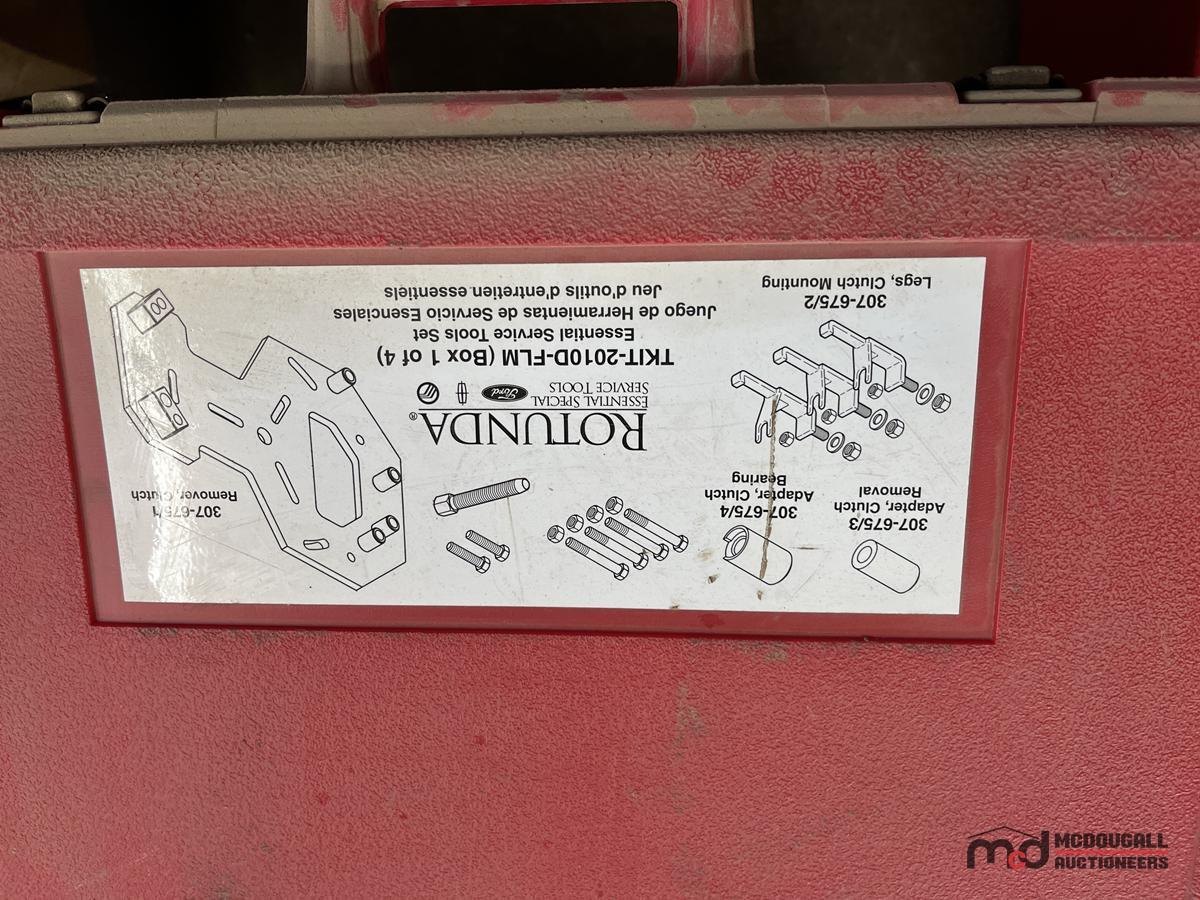 307-675/3
Adapter, Clutch
Removal
307-675/4
Adapter, Clutch
Bearing
307-675/1
Remover, Clutch
ROTUNDA®
ESSENTIAL SPECIAL
SERVICE TOOLS
Ford
TKIT-2010D-FLM (Box 1 of 4)
Essential Service Tools Set
Juego de Herramientas de Servicio Esenciales
Jeu d'outils d'entretien essentiels
307-675/2
Legs, Clutch Mounting
md
MCDOUGALL
AUCTIONEERS